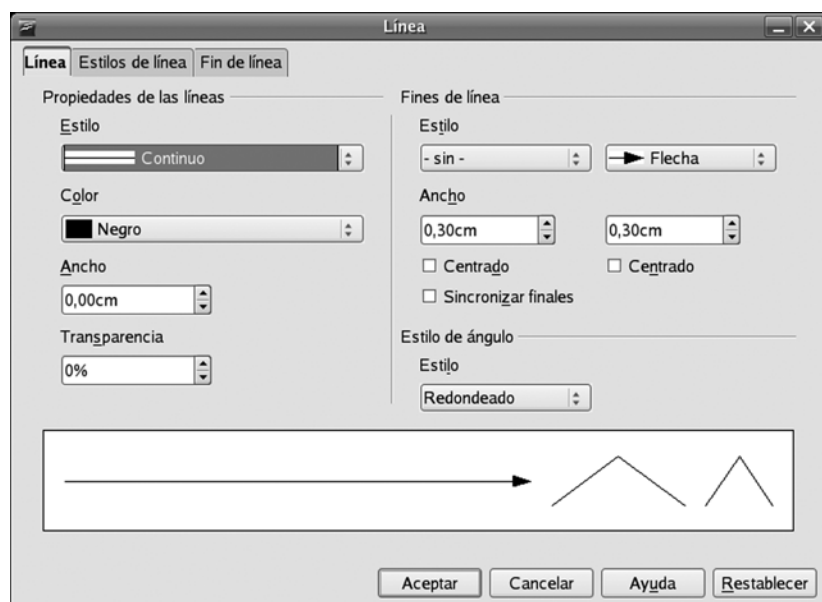 Línea
Línea Estilos de línea Fin de línea
Propiedades de las líneas
Estilo
Continuo
Color
Negro
Ancho
0,00cm
Transparencia
0%
Fines de línea
Estilo
- sin - Flecha
Ancho
0,30cm 0,30cm
Centrado Centrado
Sincronizar finales
Estilo de ángulo
Estilo
Redondeado
Aceptar Cancelar Ayuda Restablecer